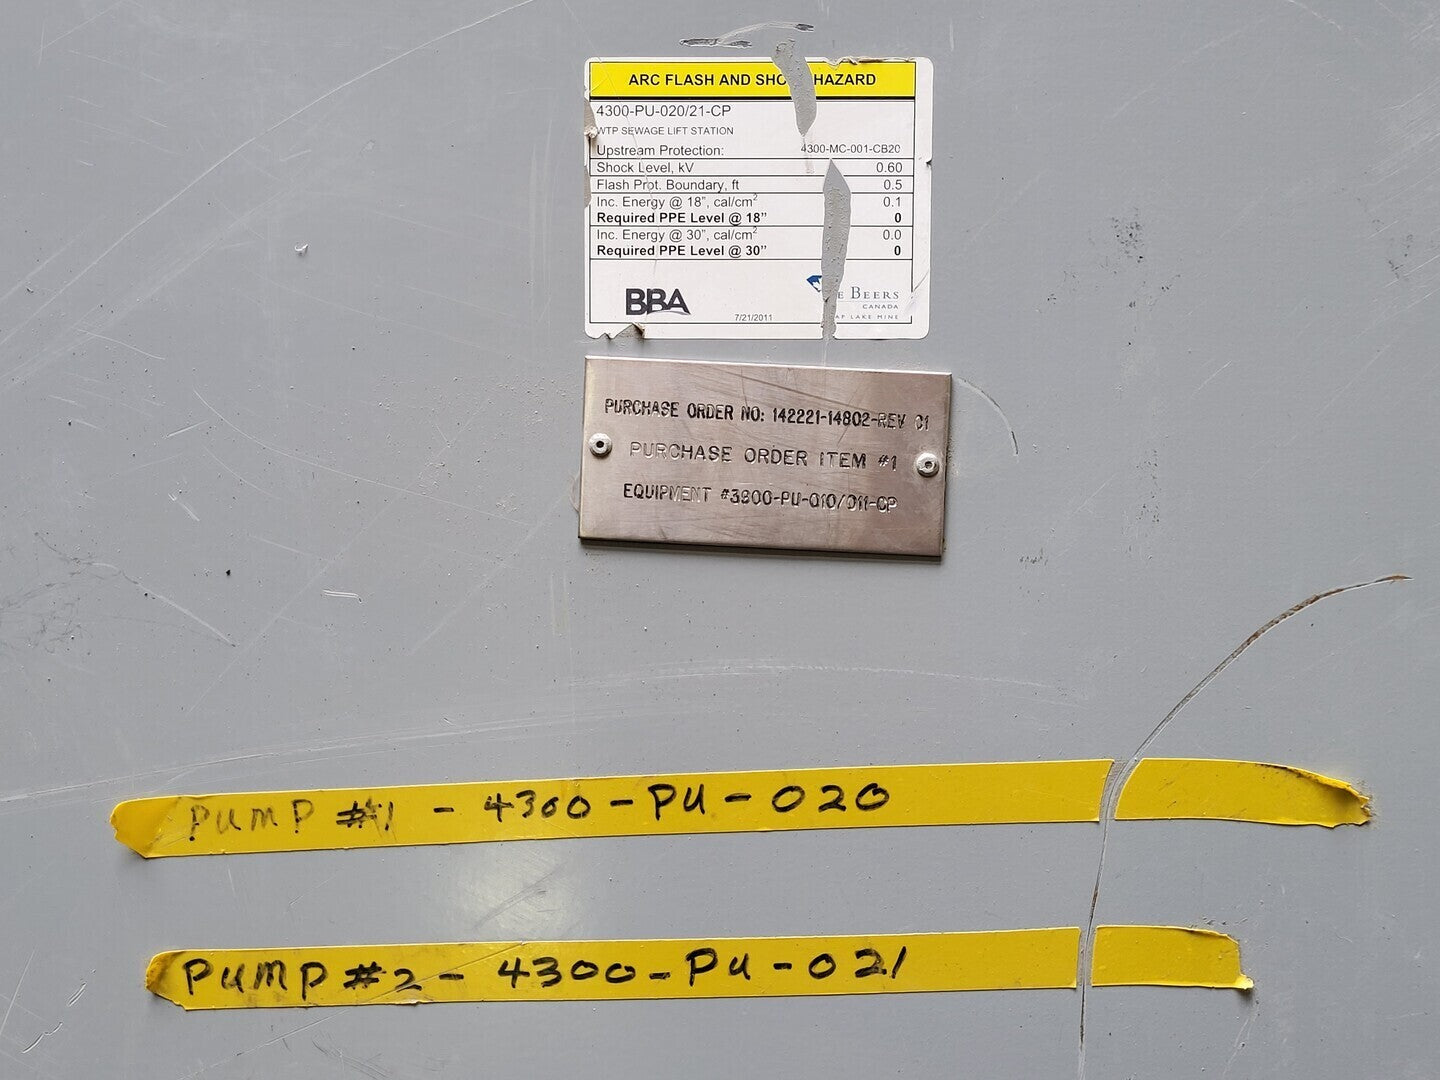 ARC FLASH AND SHO HAZARD
4300-PU-020/21-CP
WTP SEWAGE LIFT STATION
Upstream Protection: 4300-MC-001-CB20
Shock Level, kV 0.60
Flash Prot. Boundary, ft 0.5
Inc. Energy @ 18", cal/cm² 0.1
Required PPE Level @ 18" 0
Inc. Energy @ 30", cal/cm² 0.0
Required PPE Level @ 30" 0
BBA
E BEERS
CANADA
AP LAKE MINE
7/21/2011
PURCHASE ORDER NO: 142221-14802-REV 01
PURCHASE ORDER ITEM #1
EQUIPMENT #3900-PU-010/011-CP
PUMP #1 - 4300-PU-020
PUMP #2 - 4300-PU-021